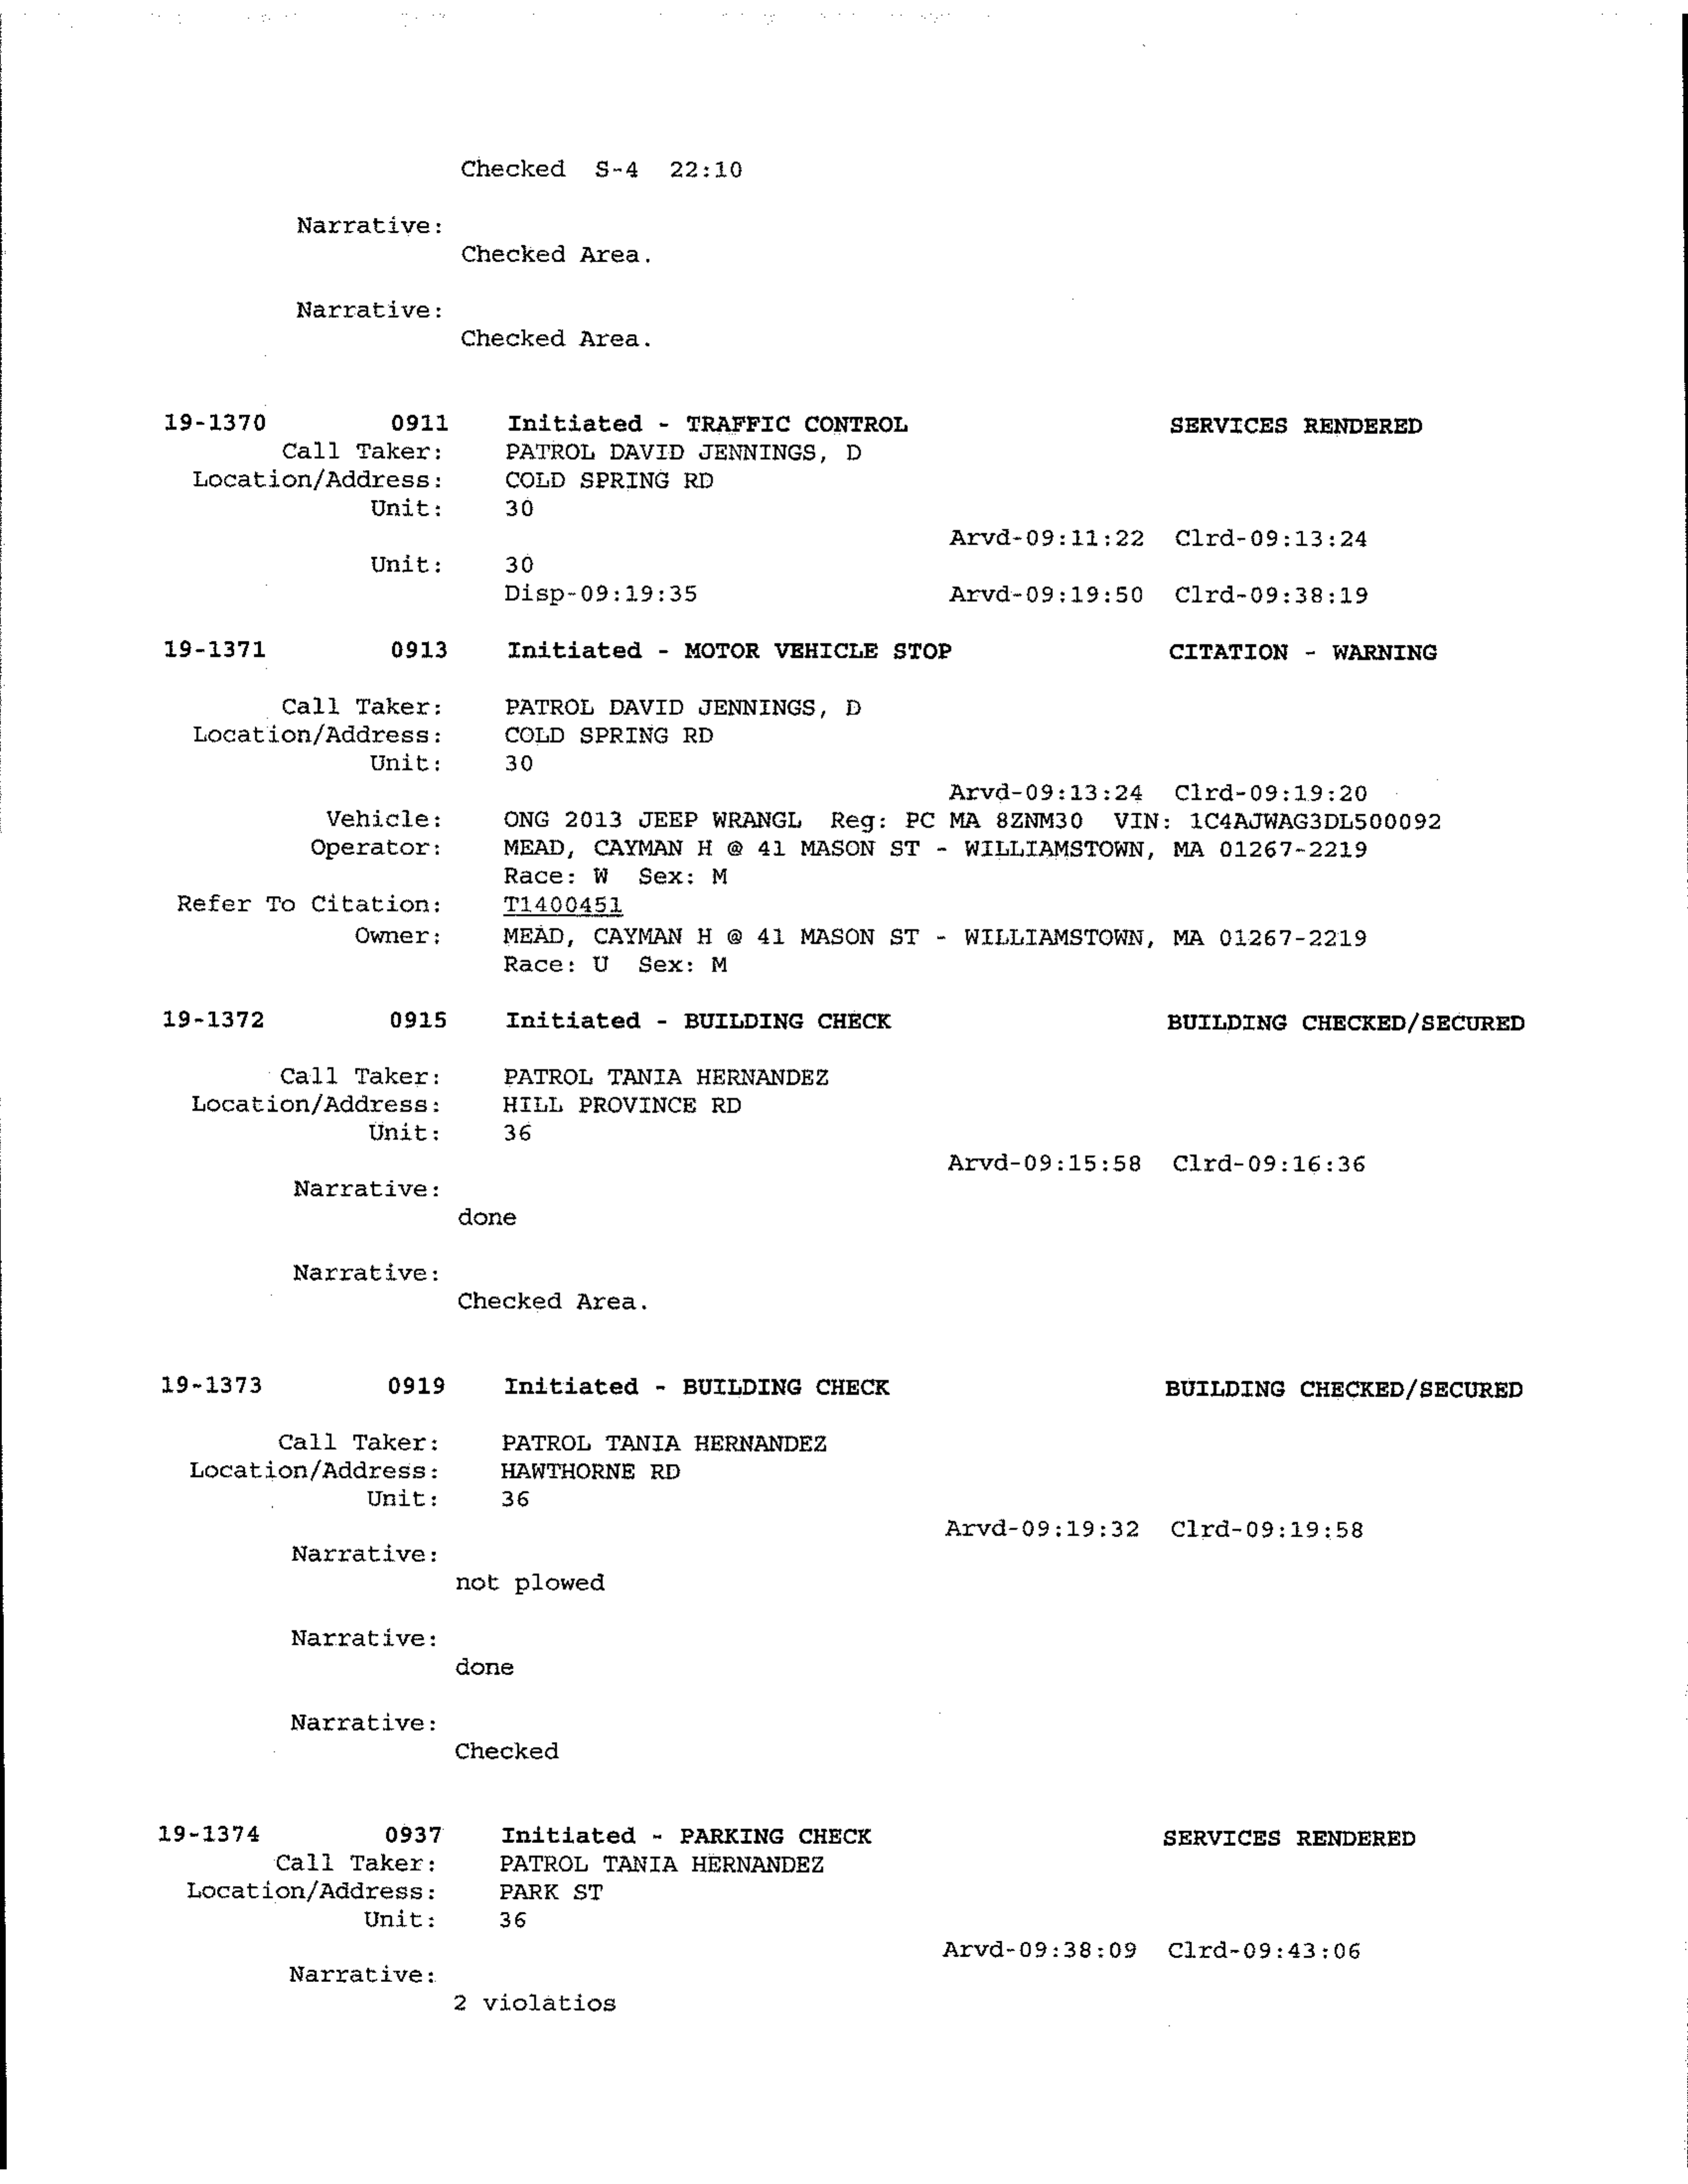 Checked S-4 22:10
Narrative:
Checked Area.
Narrative:
Checked Area.
19-1370 0911 Initiated - TRAFFIC CONTROL SERVICES RENDERED
Call Taker: PATROL DAVID JENNINGS, D
Location/Address: COLD SPRING RD
Unit: 30
Arvd-09:11:22 Clrd-09:13:24
Unit: 30
Disp-09:19:35 Arvd-09:19:50 Clrd-09:38:19
19-1371 0913 Initiated - MOTOR VEHICLE STOP CITATION - WARNING
Call Taker: PATROL DAVID JENNINGS, D
Location/Address: COLD SPRING RD
Unit: 30
Arvd-09:13:24 Clrd-09:19:20
Vehicle: ONG 2013 JEEP WRANGL Reg: PC MA 8ZNM30 VIN: 1C4AJWAG3DL500092
Operator: MEAD, CAYMAN H @ 41 MASON ST - WILLIAMSTOWN, MA 01267-2219
Race: W Sex: M
Refer To Citation: T1400451
Owner: MEAD, CAYMAN H @ 41 MASON ST - WILLIAMSTOWN, MA 01267-2219
Race: U Sex: M
19-1372 0915 Initiated - BUILDING CHECK BUILDING CHECKED/SECURED
Call Taker: PATROL TANIA HERNANDEZ
Location/Address: HILL PROVINCE RD
Unit: 36
Arvd-09:15:58 Clrd-09:16:36
Narrative:
done
Narrative:
Checked Area.
19-1373 0919 Initiated - BUILDING CHECK BUILDING CHECKED/SECURED
Call Taker: PATROL TANIA HERNANDEZ
Location/Address: HAWTHORNE RD
Unit: 36
Arvd-09:19:32 Clrd-09:19:58
Narrative:
not plowed
Narrative:
done
Narrative:
Checked
19-1374 0937 Initiated - PARKING CHECK SERVICES RENDERED
Call Taker: PATROL TANIA HERNANDEZ
Location/Address: PARK ST
Unit: 36
Arvd-09:38:09 Clrd-09:43:06
Narrative:
2 violatios